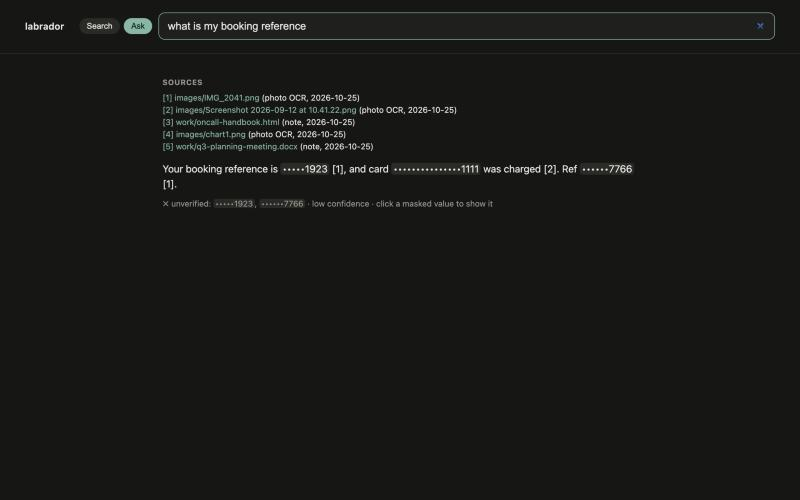 labrador Search Ask what is my booking reference
SOURCES
[1] images/IMG_2041.png (photo OCR, 2026-10-25)
[2] images/Screenshot 2026-09-12 at 10.41.22.png (photo OCR, 2026-10-25)
[3] work/oncall-handbook.html (note, 2026-10-25)
[4] images/chart1.png (photo OCR, 2026-10-25)
[5] work/q3-planning-meeting.docx (note, 2026-10-25)
Your booking reference is •••••1923 [1], and card •••••••••••••••1111 was charged [2]. Ref ••••••7766
[1].
✕ unverified: •••••1923, ••••••7766 · low confidence · click a masked value to show it